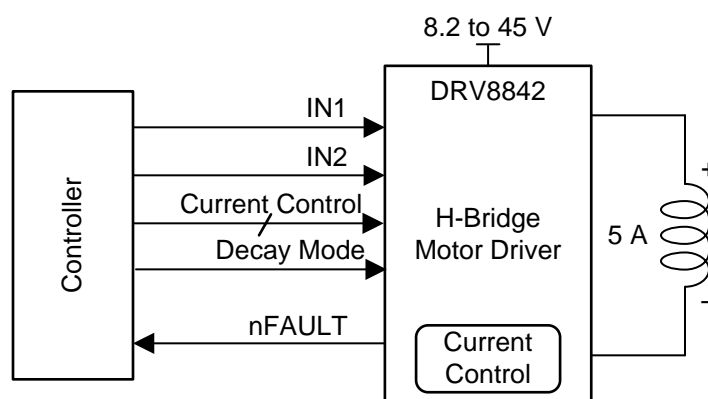 8.2 to 45 V
DRV8842
Controller
IN1
IN2
Current Control
Decay Mode
nFAULT
H-Bridge
Motor Driver
Current
Control
5 A
+
–